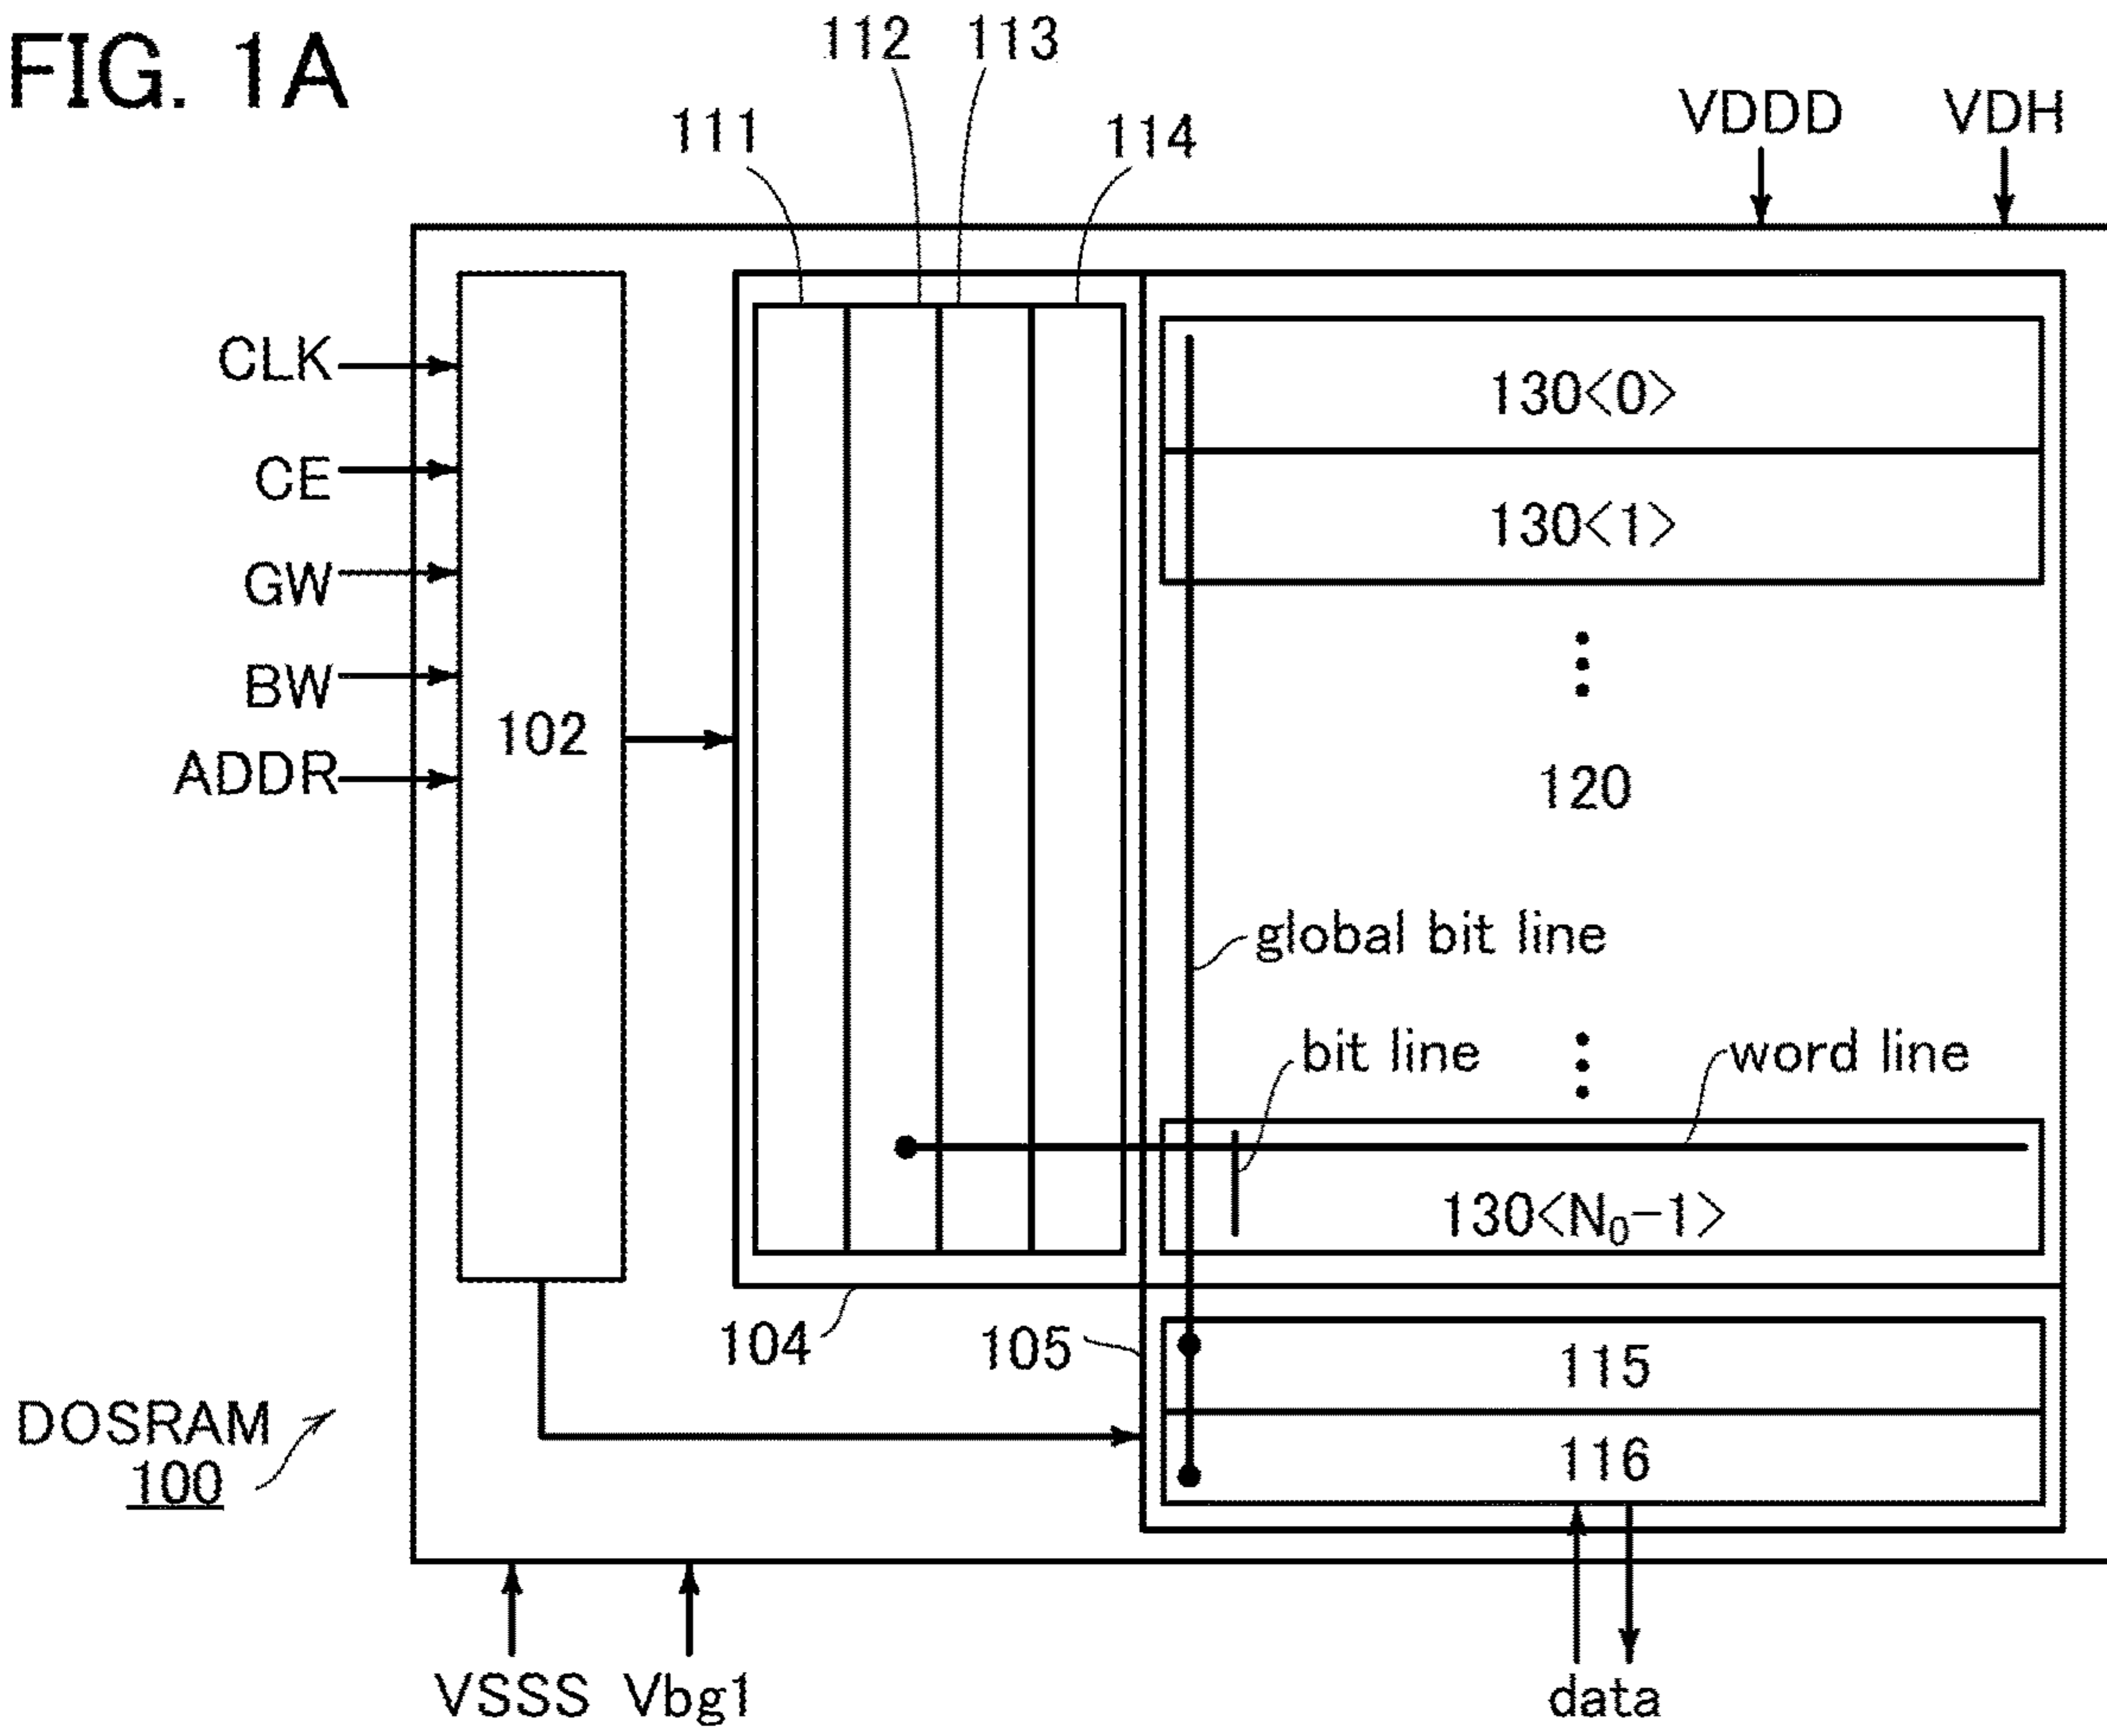 FIG. 1A
112 113
111 114
VDDD VDH
CLK
CE
GW
BW
ADDR
102
130<0>
130<1>
120
global bit line
bit line
word line
130<N₀-1>
104
105
115
116
DOSRAM
100
VSSS Vbg1
data